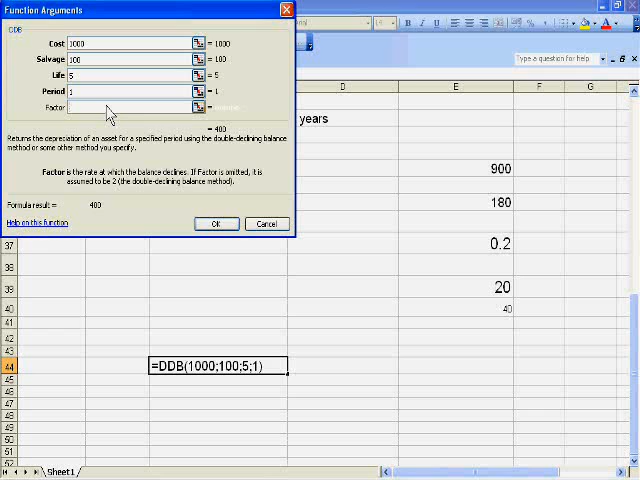 Function Arguments
DDB
Cost 1000 = 1000
Salvage 100 = 100
Life 5 = 5
Period 1 = 1
Factor =
= 400
Returns the depreciation of an asset for a specified period using the double-declining balance
method or some other method you specify.
Factor is the rate at which the balance declines. If Factor is omitted, it is
assumed to be 2 (the double-declining balance method).
Formula result = 400
Help on this function
OK
Cancel
14
B I U
Type a question for help
D E F G
years
900
180
37 0.2
38
39 20
40 40
41
42
43
44 =DDB(1000;100;5;1)
45
46
47
48
49
50
51
52
Sheet1